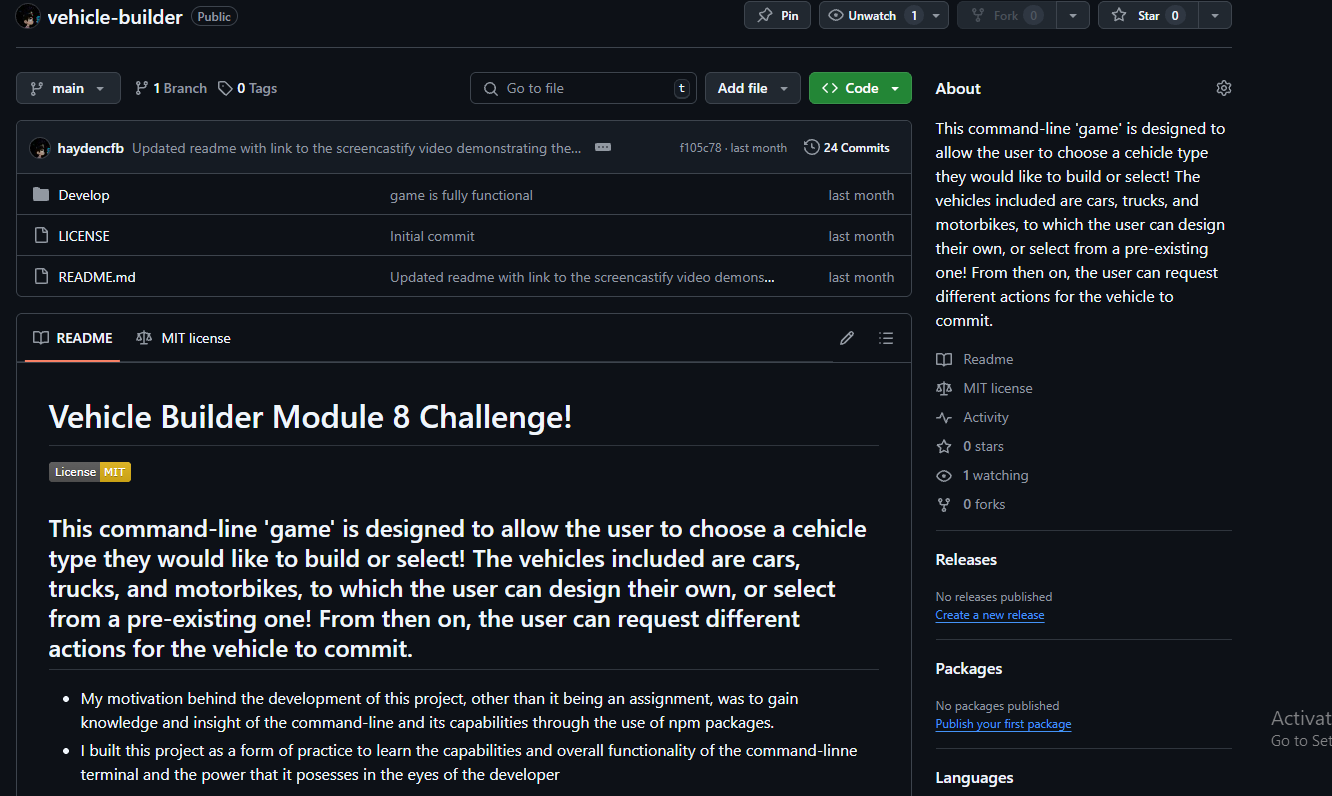 vehicle-builder Public
Pin
Unwatch 1
Fork 0
Star 0
main
1 Branch
0 Tags
Go to file t
Add file
Code
haydencfb Updated readme with link to the screencastify video demonstrating the... f105c78 · last month 24 Commits
Develop game is fully functional last month
LICENSE Initial commit last month
README.md Updated readme with link to the screencastify video demons... last month
README MIT license
Vehicle Builder Module 8 Challenge!
License MIT
This command-line 'game' is designed to allow the user to choose a cehicle
type they would like to build or select! The vehicles included are cars,
trucks, and motorbikes, to which the user can design their own, or select
from a pre-existing one! From then on, the user can request different
actions for the vehicle to commit.
• My motivation behind the development of this project, other than it being an assignment, was to gain
knowledge and insight of the command-line and its capabilities through the use of npm packages.
• I built this project as a form of practice to learn the capabilities and overall functionality of the command-linne
terminal and the power that it posesses in the eyes of the developer
About
This command-line 'game' is designed to
allow the user to choose a cehicle type
they would like to build or select! The
vehicles included are cars, trucks, and
motorbikes, to which the user can design
their own, or select from a pre-existing
one! From then on, the user can request
different actions for the vehicle to
commit.
Readme
MIT license
Activity
0 stars
1 watching
0 forks
Releases
No releases published
Create a new release
Packages
No packages published
Publish your first package
Languages
Activat
Go to Set